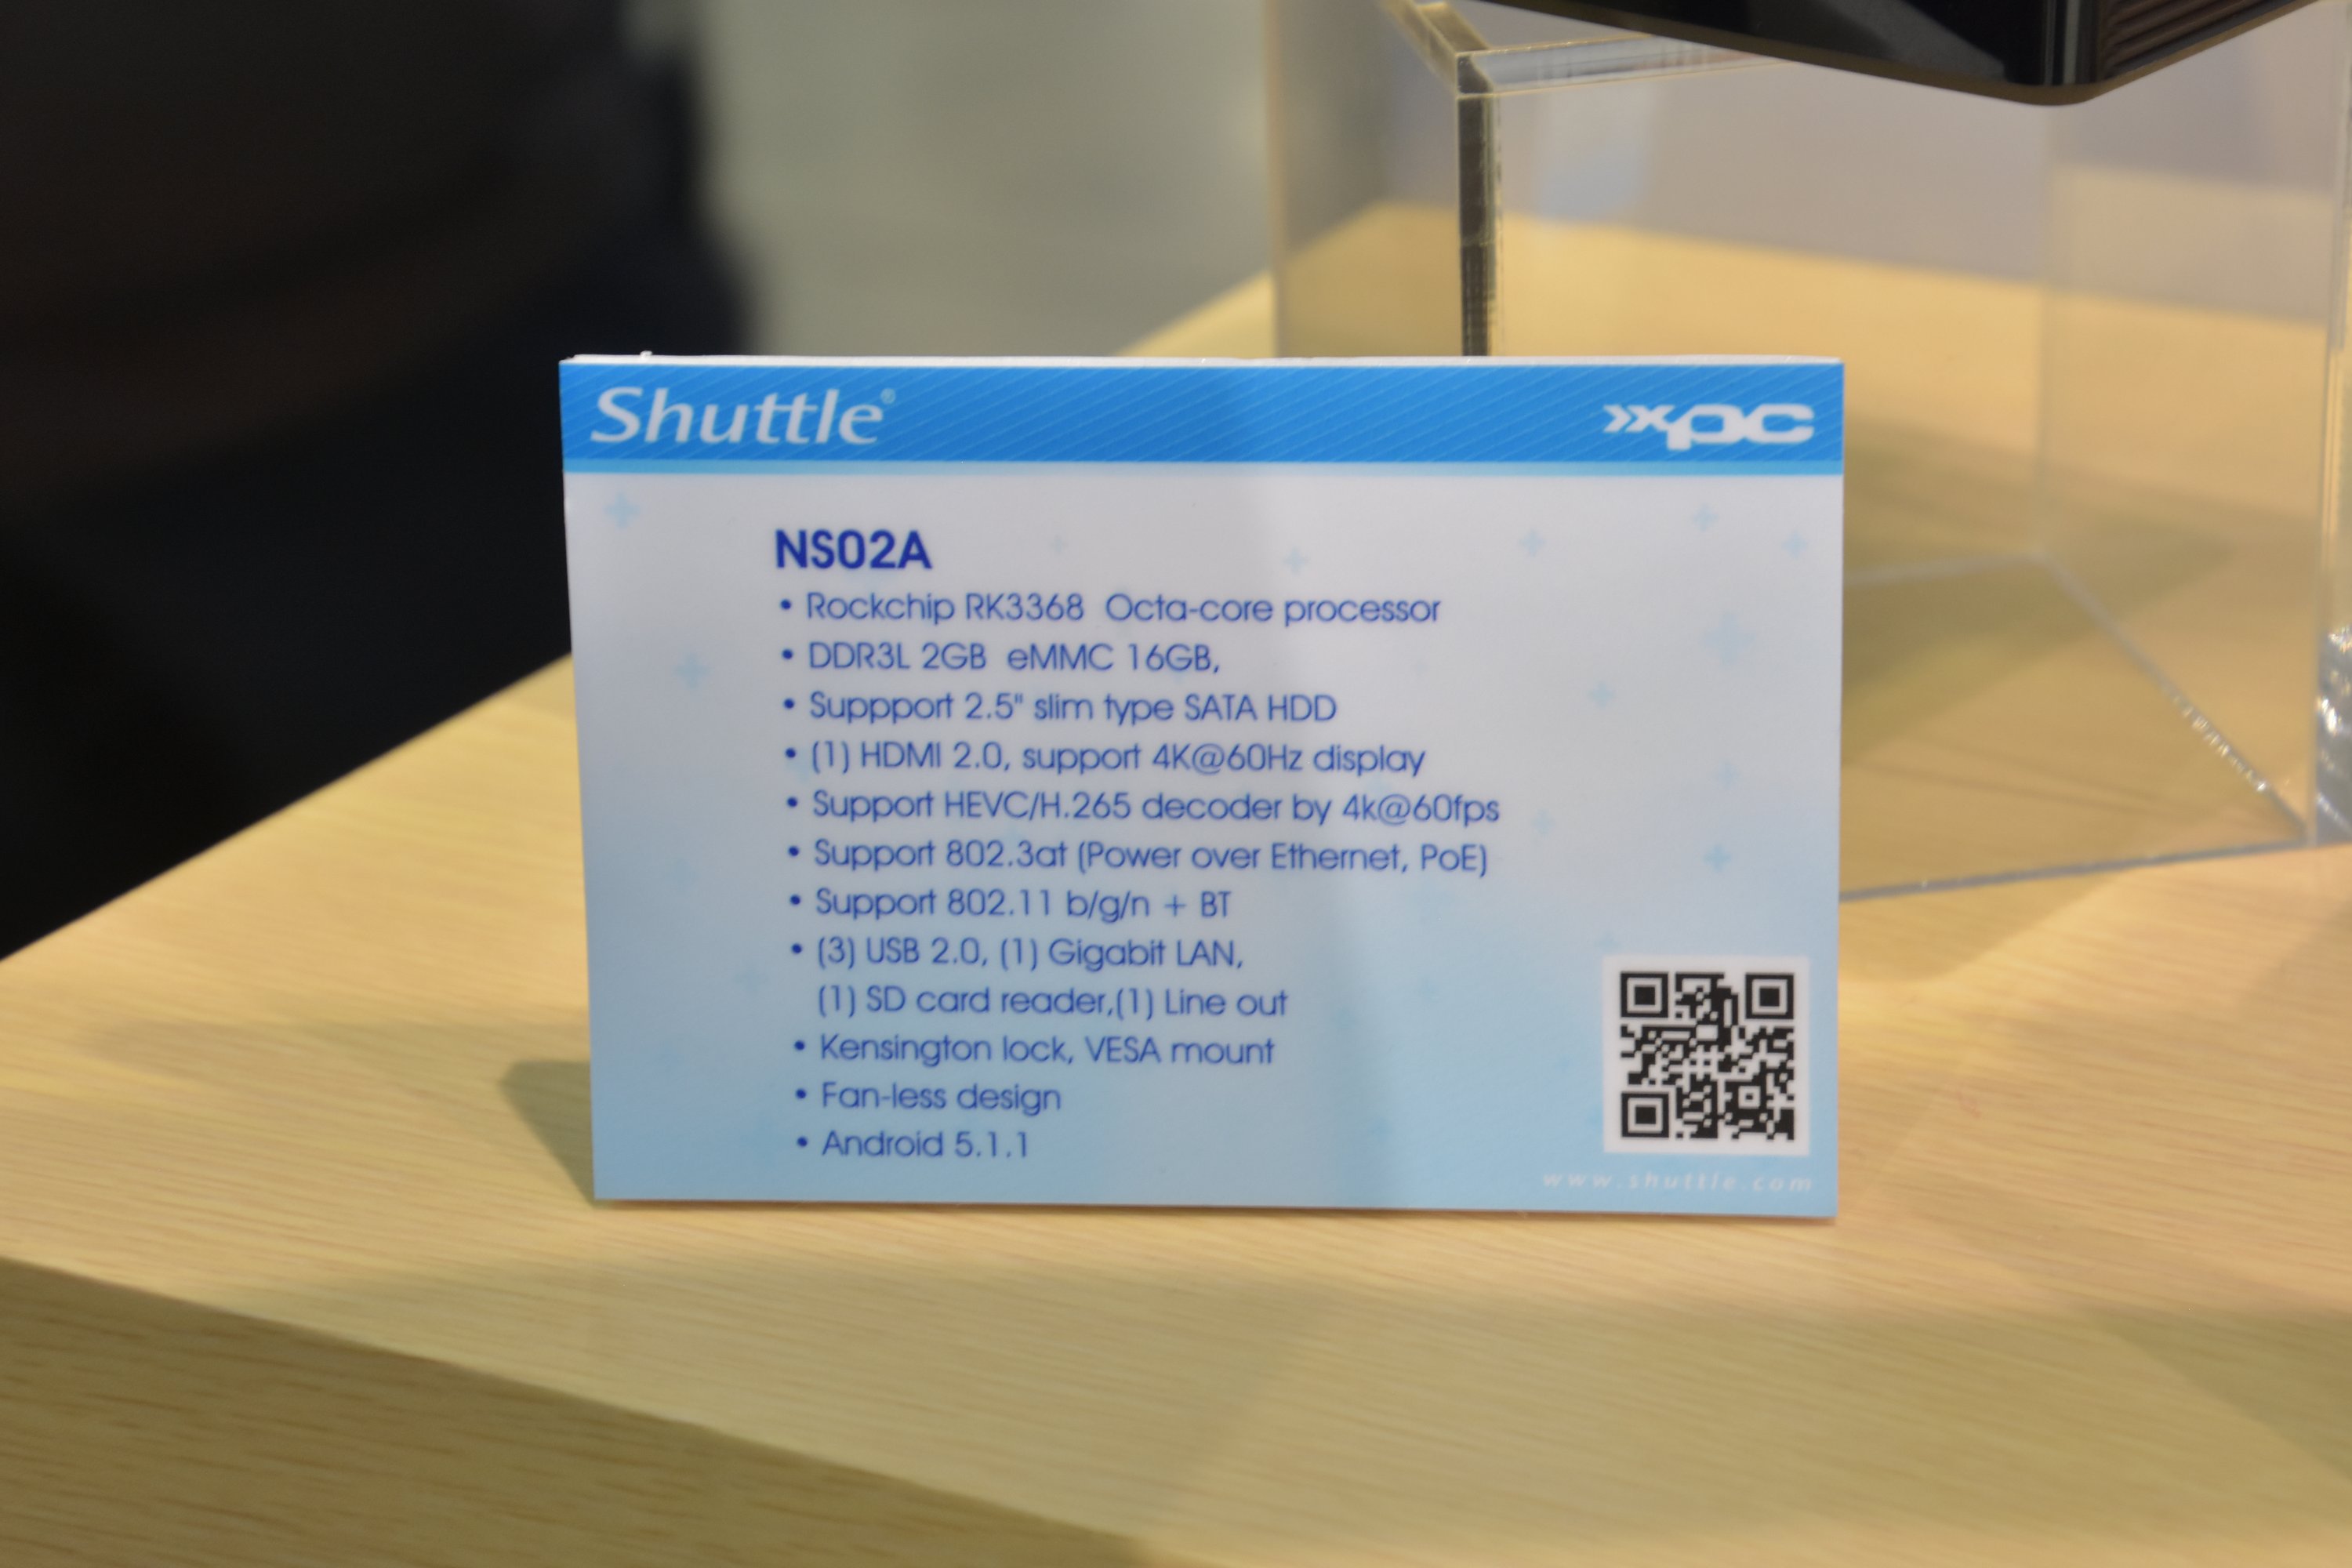 Shuttle®
xpc
NS02A
• Rockchip RK3368 Octa-core processor
• DDR3L 2GB eMMC 16GB,
• Suppport 2.5" slim type SATA HDD
• (1) HDMI 2.0, support 4K@60Hz display
• Support HEVC/H.265 decoder by 4k@60fps
• Support 802.3at (Power over Ethernet, PoE)
• Support 802.11 b/g/n + BT
• (3) USB 2.0, (1) Gigabit LAN,
(1) SD card reader,(1) Line out
• Kensington lock, VESA mount
• Fan-less design
• Android 5.1.1
www.shuttle.com